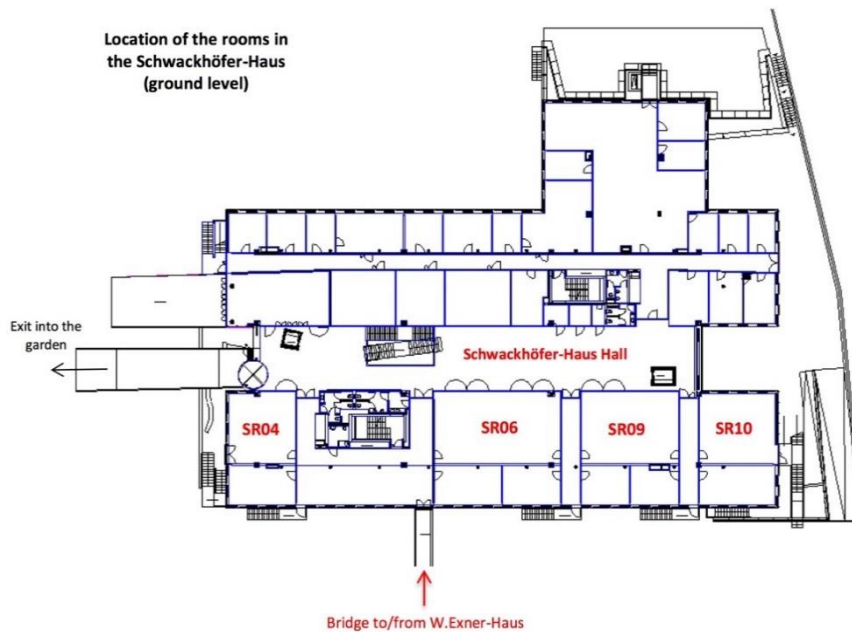 Location of the rooms in
the Schwackhöfer-Haus
(ground level)
Exit into the
garden
Schwackhöfer-Haus Hall
SR04
SR06
SR09
SR10
Bridge to/from W.Exner-Haus